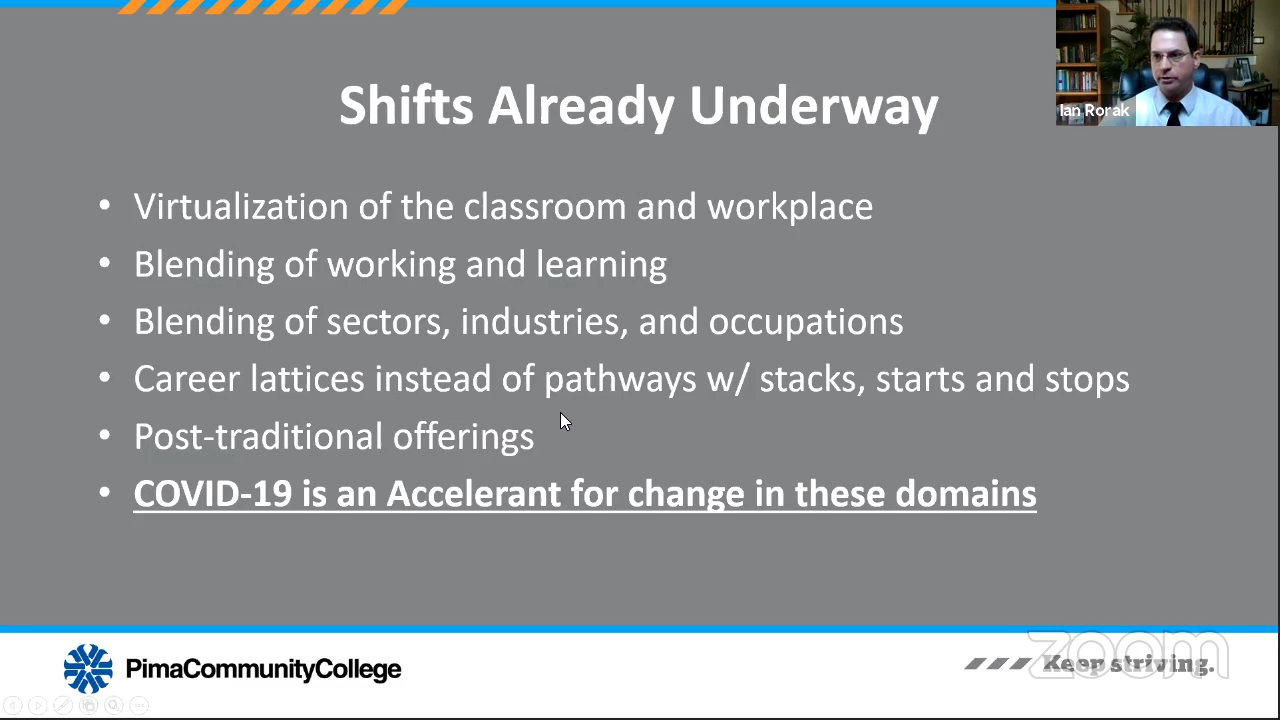 Shifts Already Underway
Ian Rorak
• Virtualization of the classroom and workplace
• Blending of working and learning
• Blending of sectors, industries, and occupations
• Career lattices instead of pathways w/ stacks, starts and stops
• Post-traditional offerings
• COVID-19 is an Accelerant for change in these domains
PimaCommunityCollege
Keep striving.
zoom